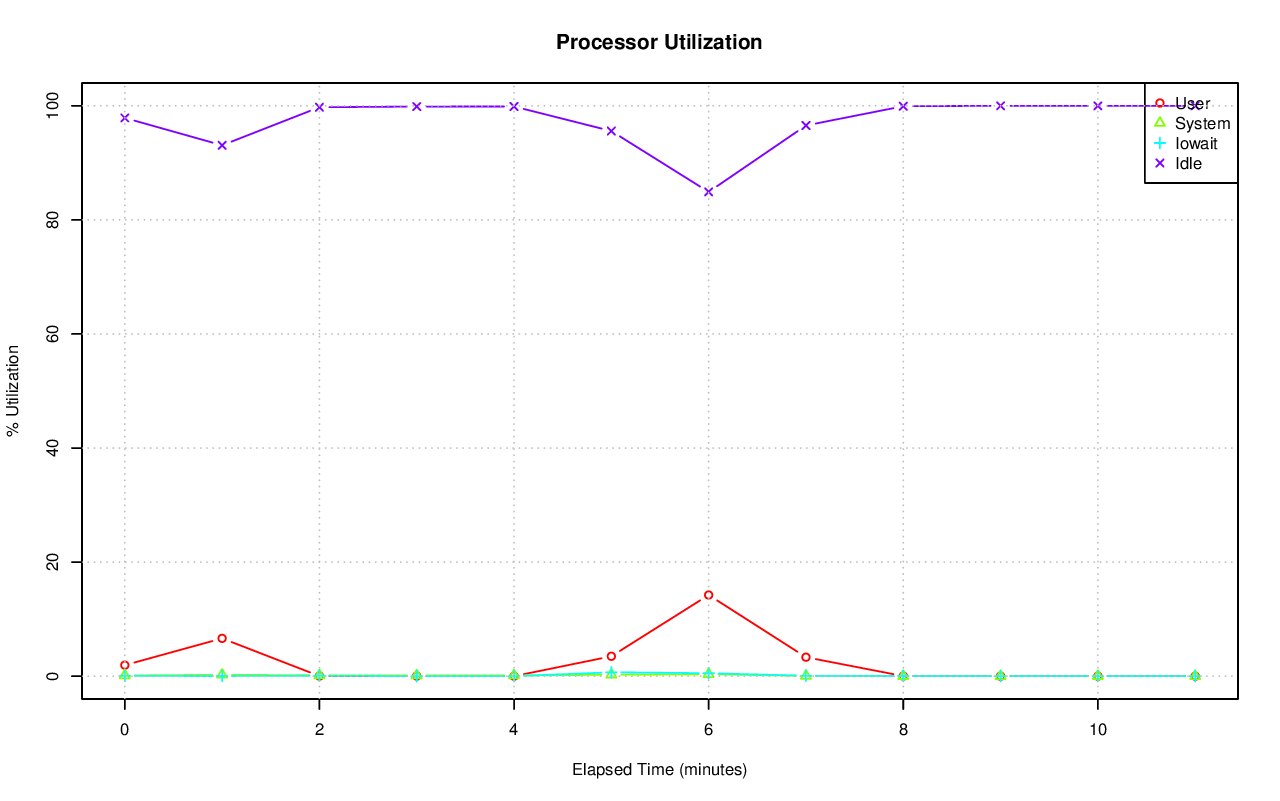 Processor Utilization
100
80
60
40
20
0
% Utilization
User
System
Iowait
Idle
0 2 4 6 8 10
Elapsed Time (minutes)